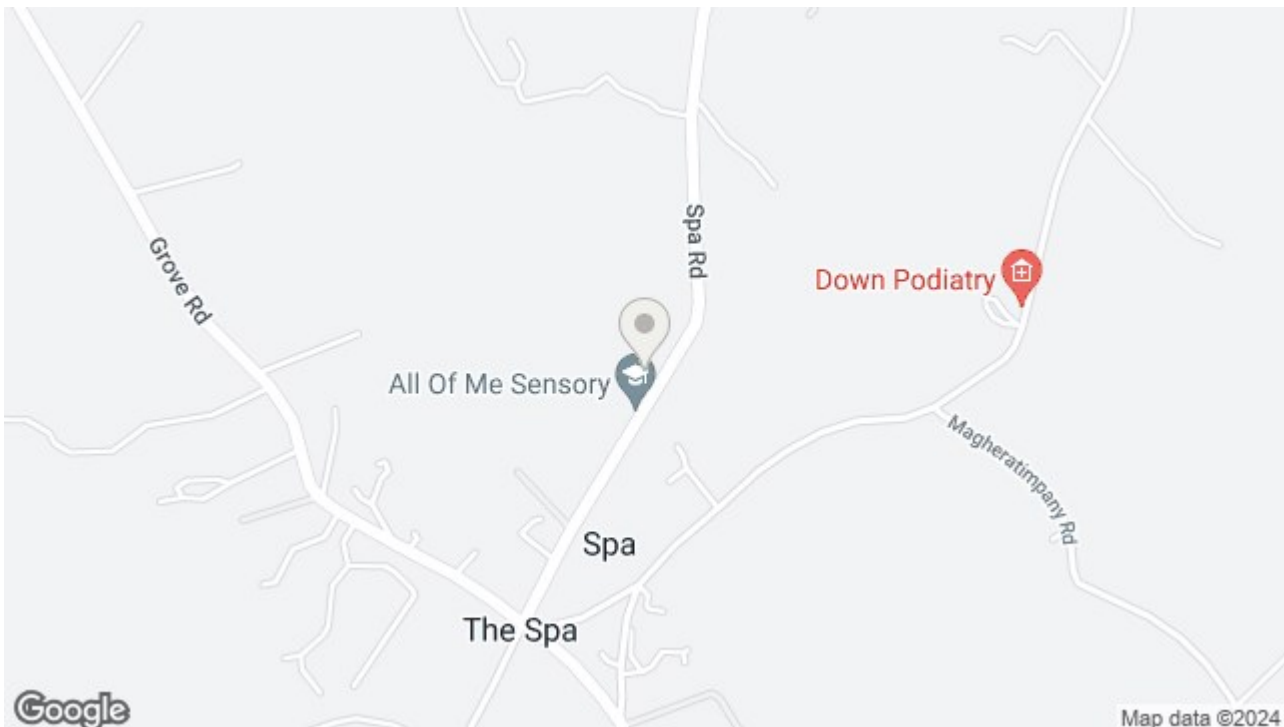 Spa Rd
Grove Rd
Down Podiatry
All Of Me Sensory
Magheratimpany Rd
Spa
The Spa
Google
Map data ©2024